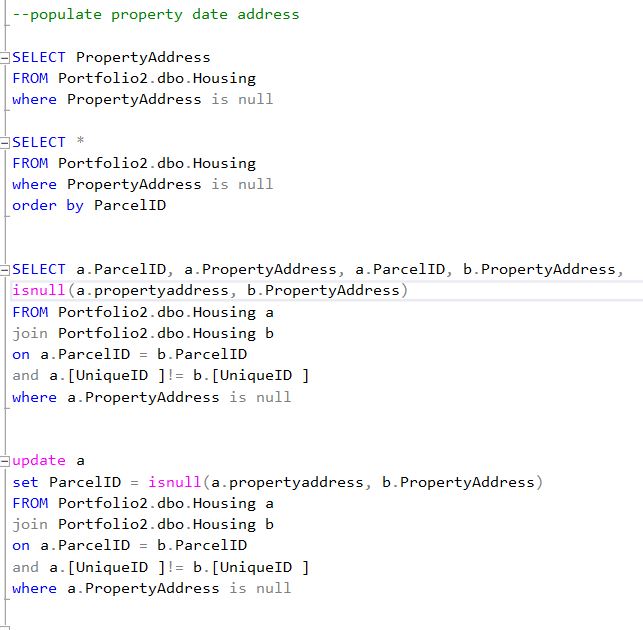 --populate property date address
SELECT PropertyAddress
FROM Portfolio2.dbo.Housing
where PropertyAddress is null
SELECT *
FROM Portfolio2.dbo.Housing
where PropertyAddress is null
order by ParcelID
SELECT a.ParcelID, a.PropertyAddress, a.ParcelID, b.PropertyAddress,
isnull(a.propertyaddress, b.PropertyAddress)
FROM Portfolio2.dbo.Housing a
join Portfolio2.dbo.Housing b
on a.ParcelID = b.ParcelID
and a.[UniqueID ]!= b.[UniqueID ]
where a.PropertyAddress is null
update a
set ParcelID = isnull(a.propertyaddress, b.PropertyAddress)
FROM Portfolio2.dbo.Housing a
join Portfolio2.dbo.Housing b
on a.ParcelID = b.ParcelID
and a.[UniqueID ]!= b.[UniqueID ]
where a.PropertyAddress is null